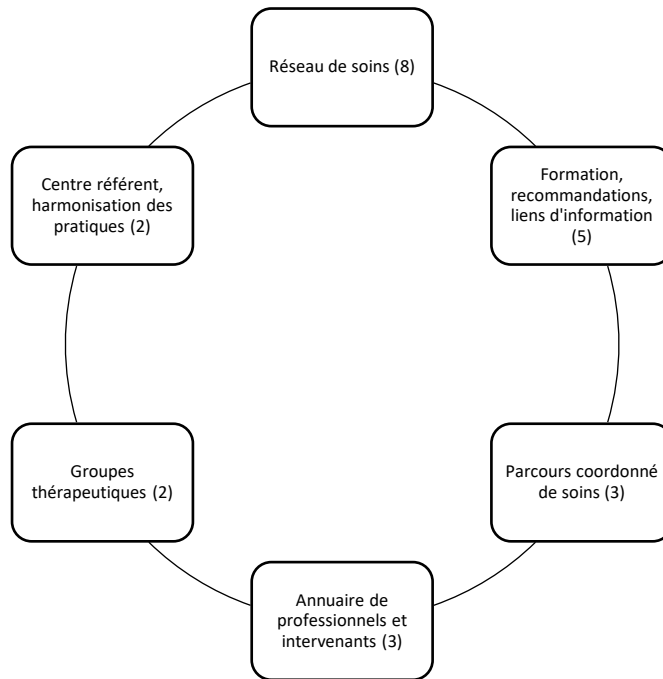 Réseau de soins (8)
Formation,
recommandations,
liens d'information
(5)
Parcours coordonné
de soins (3)
Annuaire de
professionnels et
intervenants (3)
Groupes
thérapeutiques (2)
Centre référent,
harmonisation des
pratiques (2)